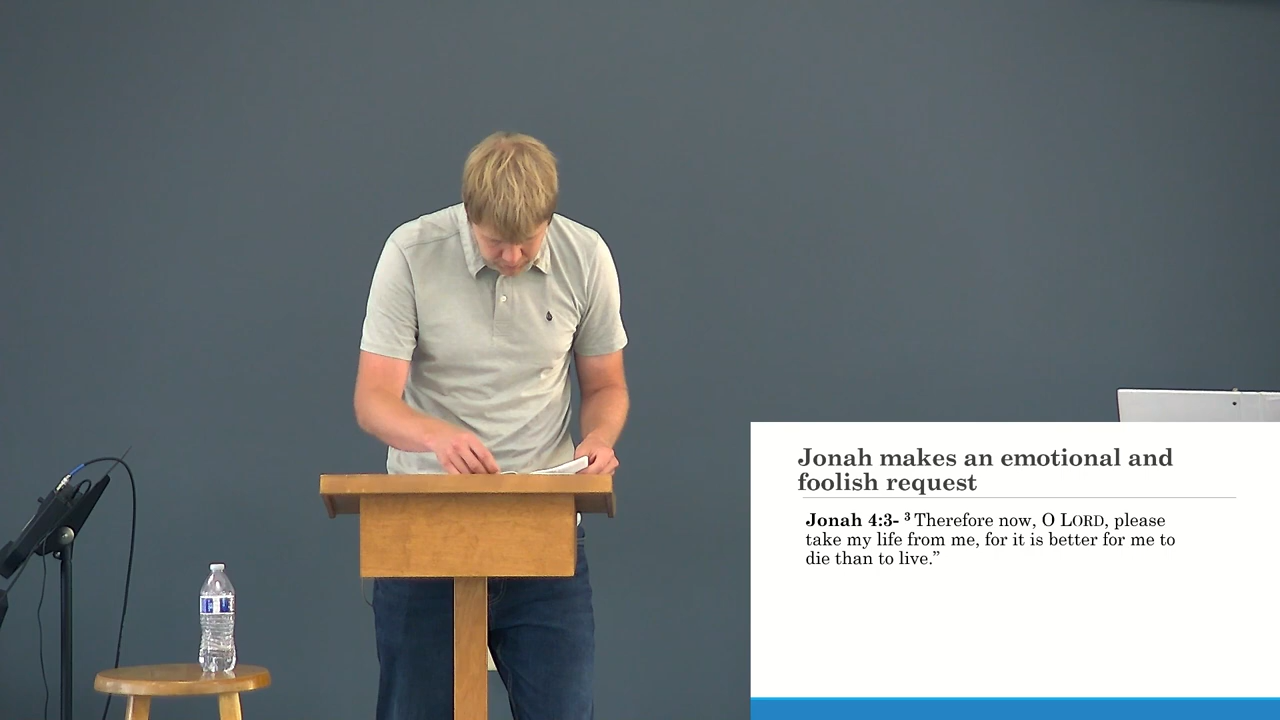 Jonah makes an emotional and
foolish request
Jonah 4:3- ³ Therefore now, O LORD, please
take my life from me, for it is better for me to
die than to live.”